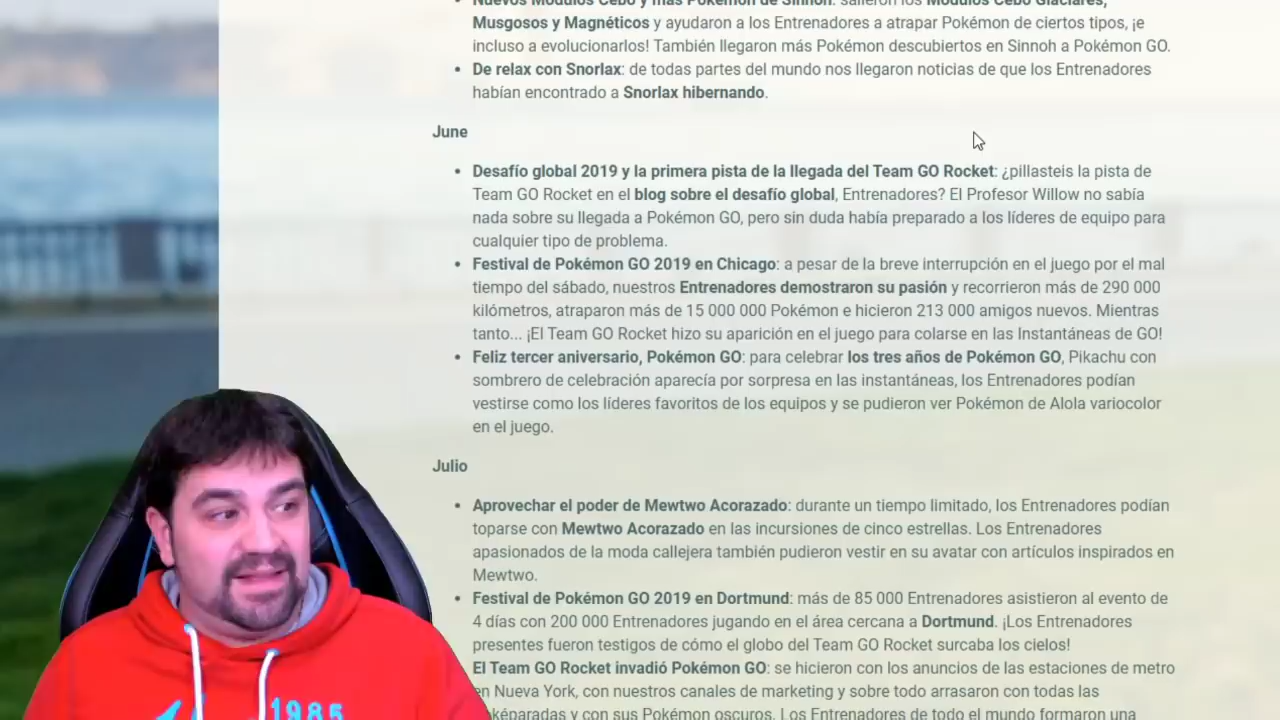 Nuevos Módulos Cebo y más Pokémon de Sinnoh: salieron los Módulos Cebo Glaciares,
Musgosos y Magnéticos y ayudaron a los Entrenadores a atrapar Pokémon de ciertos tipos, ¡e
incluso a evolucionarlos! También llegaron más Pokémon descubiertos en Sinnoh a Pokémon GO.
De relax con Snorlax: de todas partes del mundo nos llegaron noticias de que los Entrenadores
habían encontrado a Snorlax hibernando.
June
Desafío global 2019 y la primera pista de la llegada del Team GO Rocket: ¿pillasteis la pista de
Team GO Rocket en el blog sobre el desafío global, Entrenadores? El Profesor Willow no sabía
nada sobre su llegada a Pokémon GO, pero sin duda había preparado a los líderes de equipo para
cualquier tipo de problema.
Festival de Pokémon GO 2019 en Chicago: a pesar de la breve interrupción en el juego por el mal
tiempo del sábado, nuestros Entrenadores demostraron su pasión y recorrieron más de 290 000
kilómetros, atraparon más de 15 000 000 Pokémon e hicieron 213 000 amigos nuevos. Mientras
tanto... ¡El Team GO Rocket hizo su aparición en el juego para colarse en las Instantáneas de GO!
Feliz tercer aniversario, Pokémon GO: para celebrar los tres años de Pokémon GO, Pikachu con
sombrero de celebración aparecía por sorpresa en las instantáneas, los Entrenadores podían
vestirse como los líderes favoritos de los equipos y se pudieron ver Pokémon de Alola variocolor
en el juego.
Julio
Aprovechar el poder de Mewtwo Acorazado: durante un tiempo limitado, los Entrenadores podían
toparse con Mewtwo Acorazado en las incursiones de cinco estrellas. Los Entrenadores
apasionados de la moda callejera también pudieron vestir en su avatar con artículos inspirados en
Mewtwo.
Festival de Pokémon GO 2019 en Dortmund: más de 85 000 Entrenadores asistieron al evento de
4 días con 200 000 Entrenadores jugando en el área cercana a Dortmund. ¡Los Entrenadores
presentes fueron testigos de cómo el globo del Team GO Rocket surcaba los cielos!
El Team GO Rocket invadió Pokémon GO: se hicieron con los anuncios de las estaciones de metro
en Nueva York, con nuestros canales de marketing y sobre todo arrasaron con todas las
poképaradas y con sus Pokémon oscuros. Los Entrenadores de todo el mundo formaron una
1985